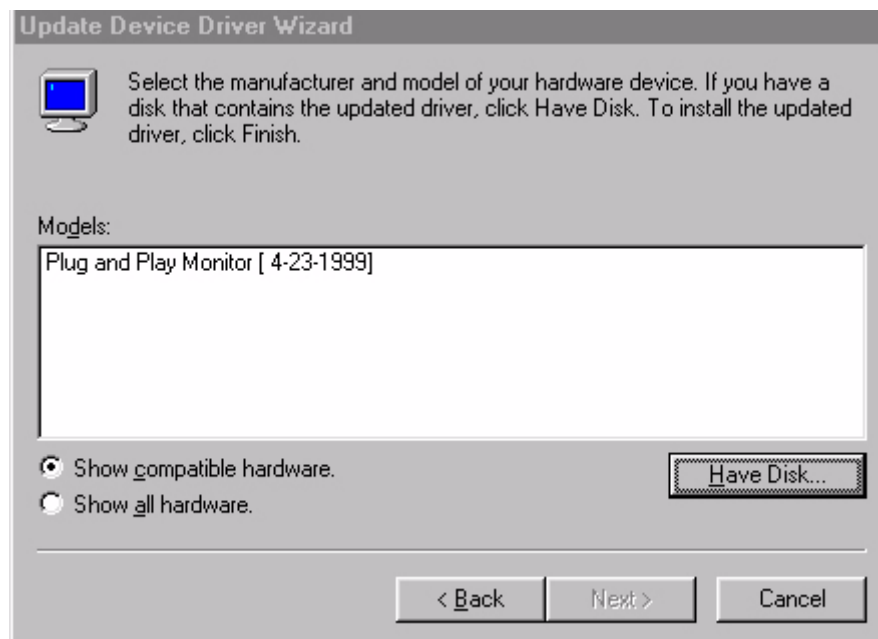 Update Device Driver Wizard
Select the manufacturer and model of your hardware device. If you have a
disk that contains the updated driver, click Have Disk. To install the updated
driver, click Finish.
Models:
Plug and Play Monitor [ 4-23-1999]
Show compatible hardware.
Show all hardware.
Have Disk...
< Back
Next >
Cancel